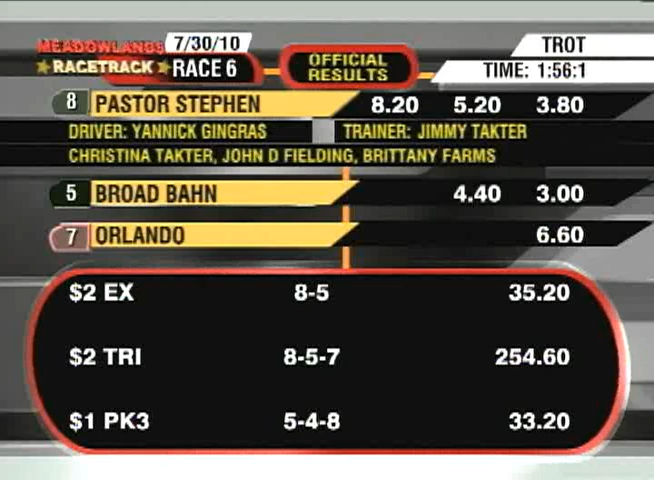 MEADOWLANDS 7/30/10 TROT
RACETRACK RACE 6 OFFICIAL RESULTS TIME: 1:56:1
8 PASTOR STEPHEN 8.20 5.20 3.80
DRIVER: YANNICK GINGRAS TRAINER: JIMMY TAKTER
CHRISTINA TAKTER, JOHN D FIELDING, BRITTANY FARMS
5 BROAD BAHN 4.40 3.00
7 ORLANDO 6.60
$2 EX 8-5 35.20
$2 TRI 8-5-7 254.60
$1 PK3 5-4-8 33.20